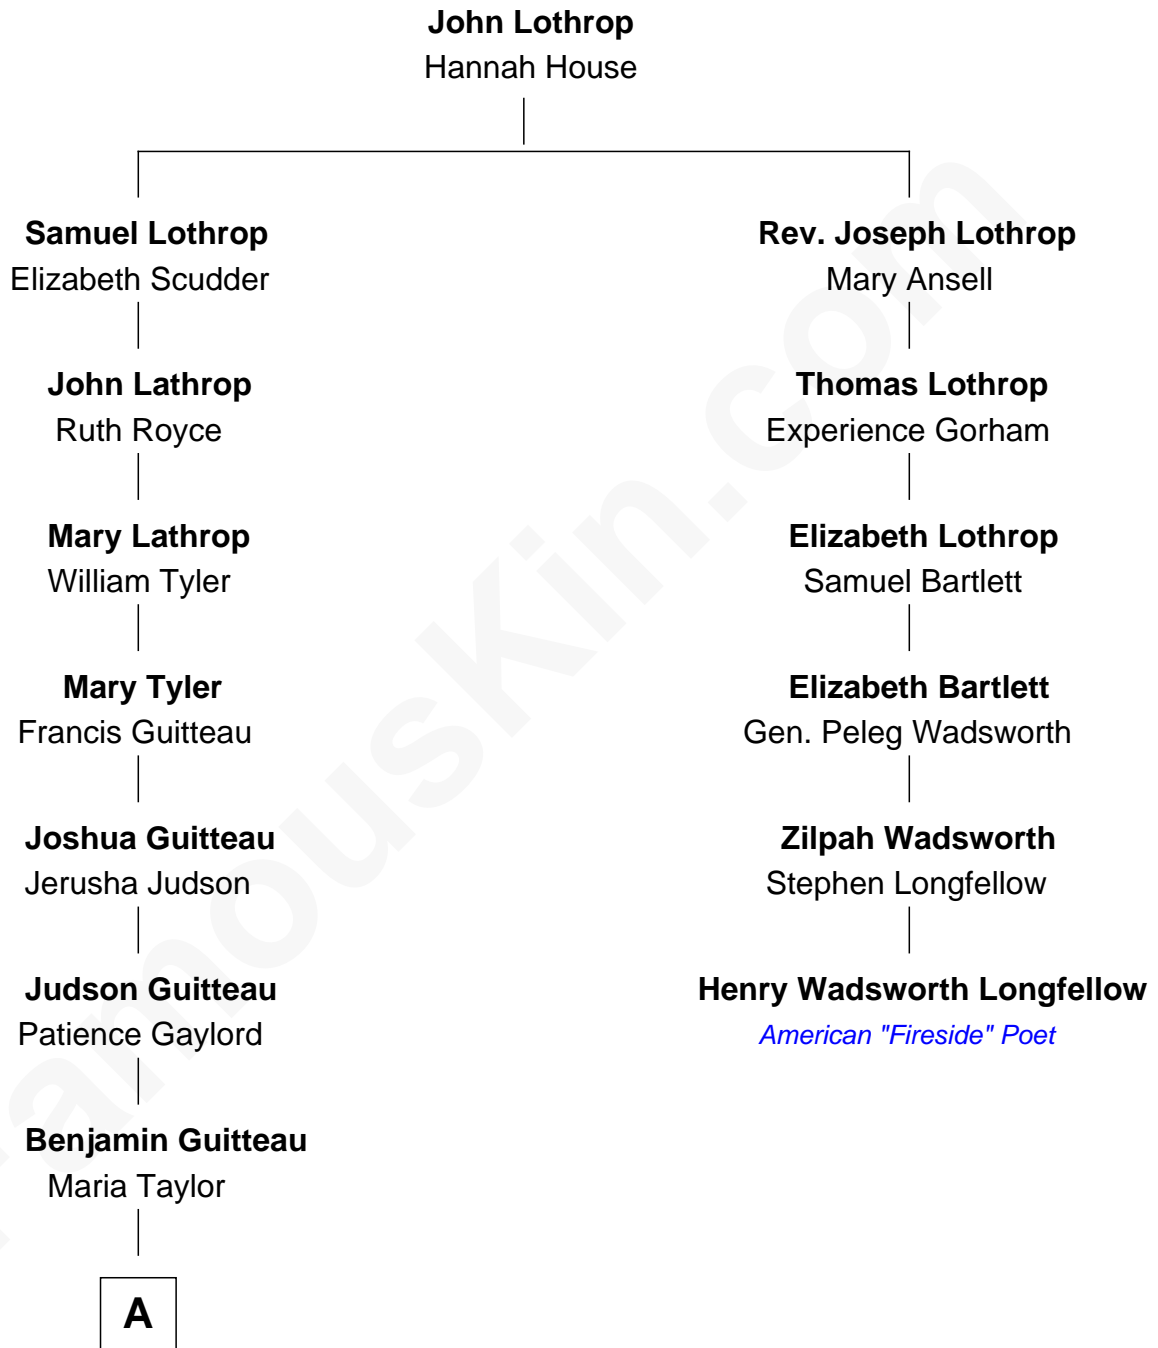 John Lothrop
Hannah House
Samuel Lothrop
Elizabeth Scudder
Rev. Joseph Lothrop
Mary Ansell
John Lathrop
Ruth Royce
Thomas Lothrop
Experience Gorham
Mary Lathrop
William Tyler
Elizabeth Lothrop
Samuel Bartlett
Mary Tyler
Francis Guitteau
Elizabeth Bartlett
Gen. Peleg Wadsworth
Joshua Guitteau
Jerusha Judson
Zilpah Wadsworth
Stephen Longfellow
Judson Guitteau
Patience Gaylord
Henry Wadsworth Longfellow
American "Fireside" Poet
Benjamin Guitteau
Maria Taylor
A
FamousKin.com